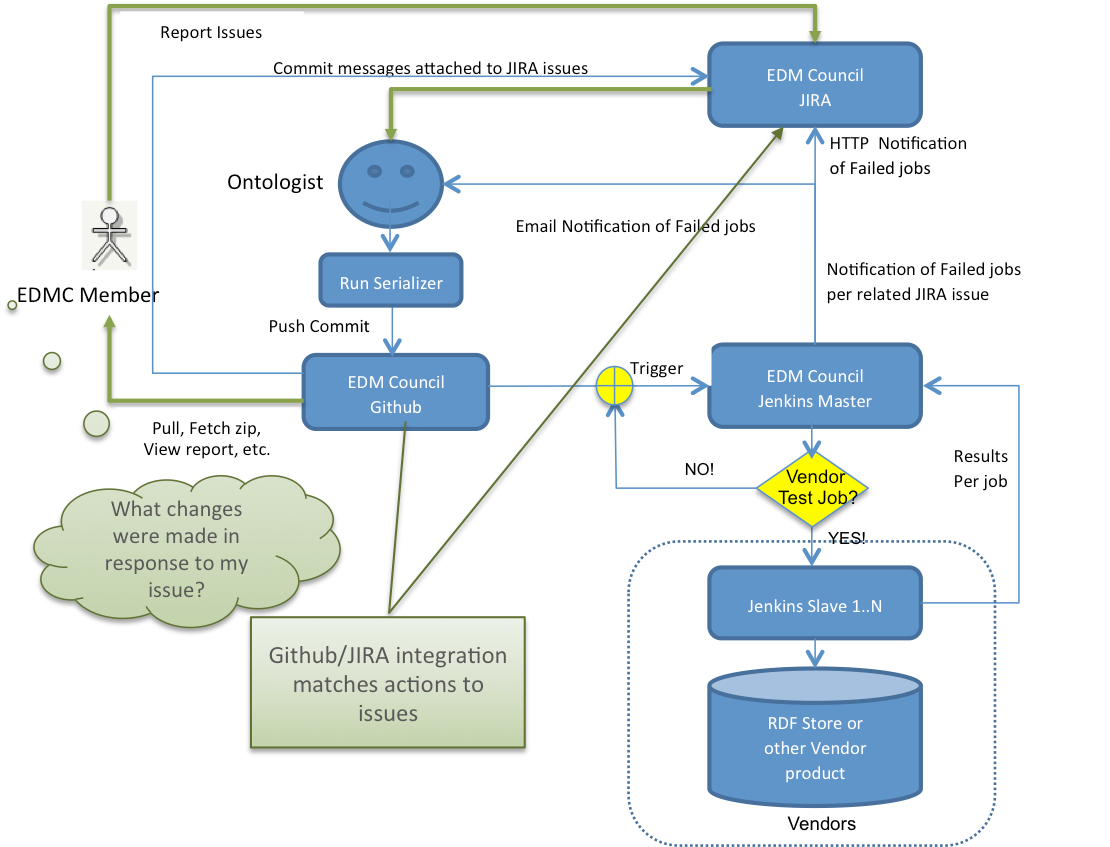 Report Issues
Commit messages attached to JIRA issues
EDM Council
JIRA
HTTP  Notification
of Failed jobs
Ontologist
Email Notification of Failed jobs
Run Serializer
EDMC Member
Notification of Failed jobs
per related JIRA issue
Push Commit
Trigger
EDM Council
Github
EDM Council
Jenkins Master
Pull, Fetch zip,
View report, etc.
NO!
Vendor
Test Job?
Results
Per job
What changes
were made in
response to my
issue?
YES!
Jenkins Slave 1..N
Github/JIRA integration
matches actions to
issues
RDF Store or
other Vendor
product
Vendors